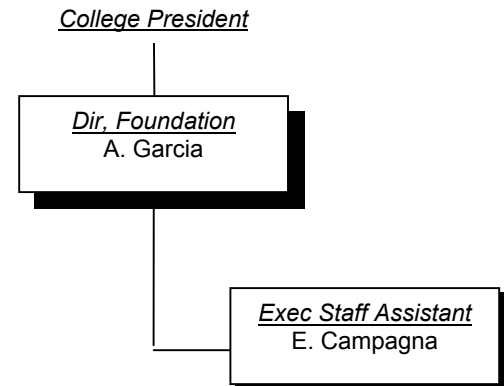 College President
Dir, Foundation
A. Garcia
Exec Staff Assistant
E. Campagna